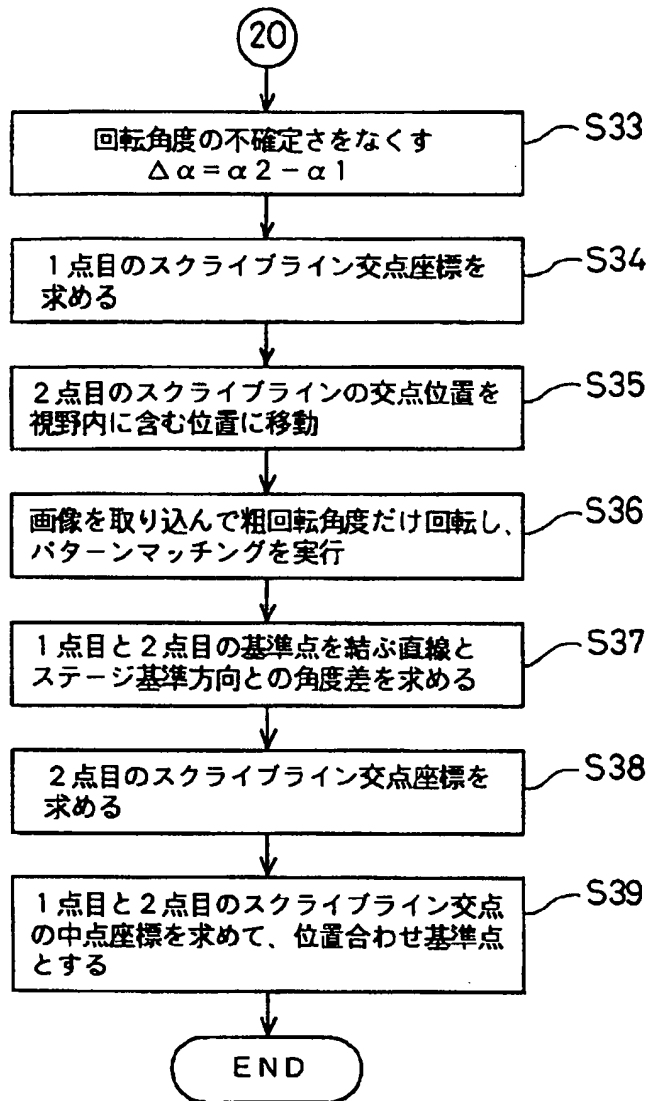 20
回転角度の不確定さをなくす
Δα=α2-α1
S33
1点目のスクライブライン交点座標を
求める
S34
2点目のスクライブラインの交点位置を
視野内に含む位置に移動
S35
画像を取り込んで粗回転角度だけ回転し、
パターンマッチングを実行
S36
1点目と2点目の基準点を結ぶ直線と
ステージ基準方向との角度差を求める
S37
2点目のスクライブライン交点座標を
求める
S38
1点目と2点目のスクライブライン交点
の中点座標を求めて、位置合わせ基準点
とする
S39
END